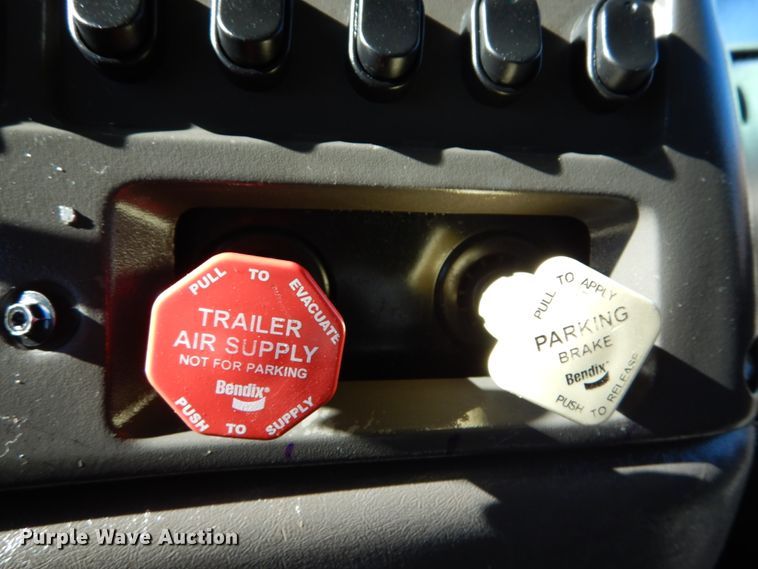 PULL TO EVACUATE
TRAILER
AIR SUPPLY
NOT FOR PARKING
Bendix®
PUSH TO SUPPLY
PULL TO APPLY
PARKING
BRAKE
Bendix®
PUSH TO RELEASE
Purple Wave Auction